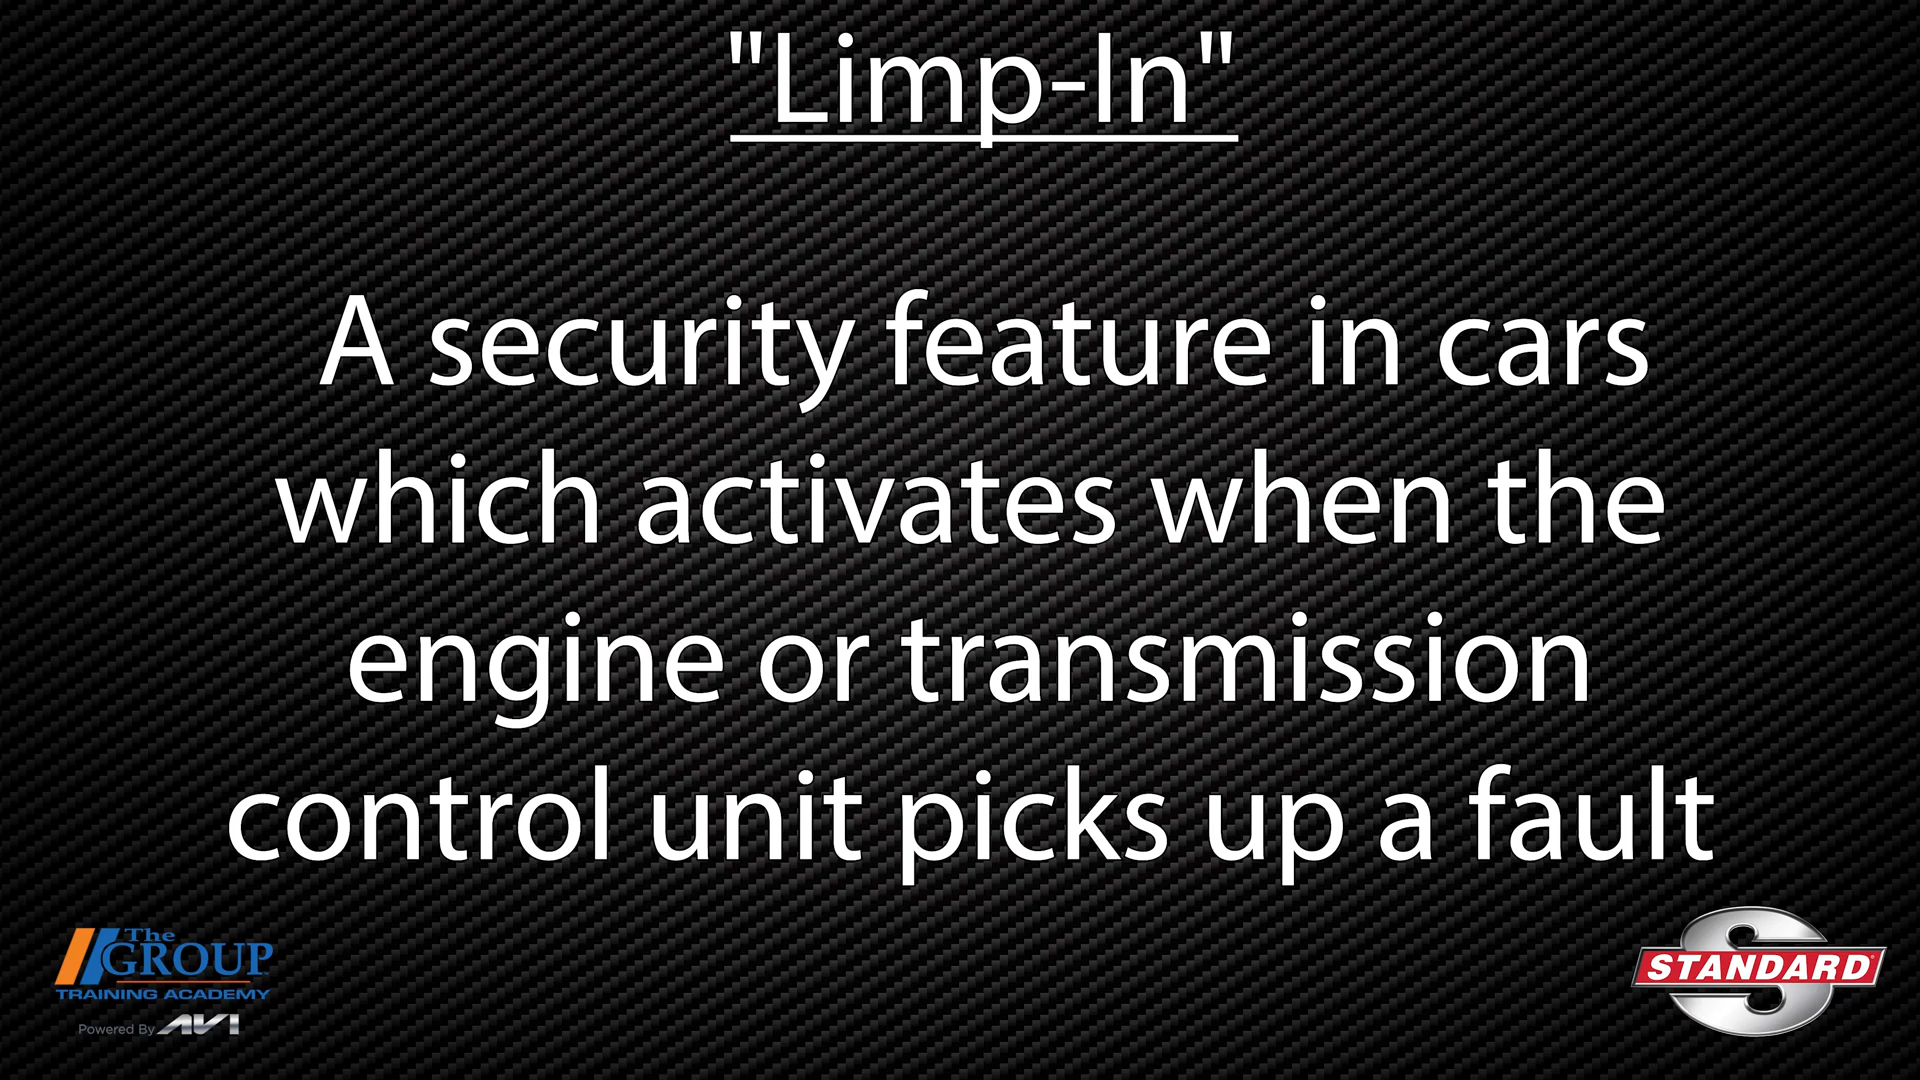 "Limp-In"
A security feature in cars
which activates when the
engine or transmission
control unit picks up a fault
The
GROUP
TRAINING ACADEMY
Powered By AVI
S
STANDARD